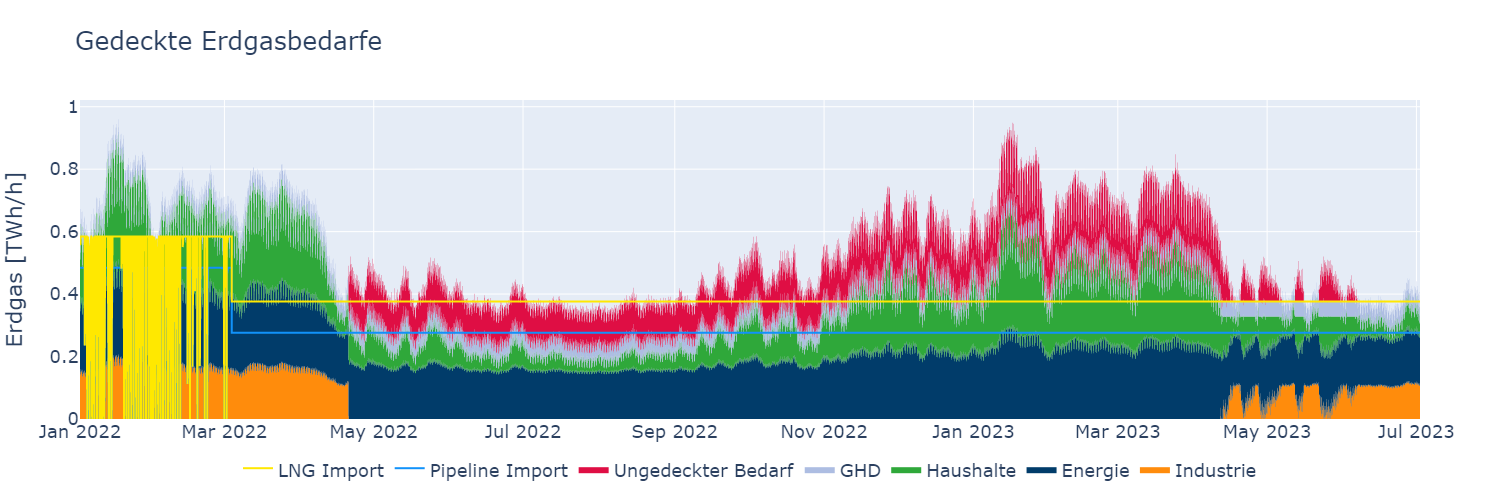 Gedeckte Erdgasbedarfe
Erdgas [TWh/h]
1
0.8
0.6
0.4
0.2
0
Jan 2022 Mar 2022 May 2022 Jul 2022 Sep 2022 Nov 2022 Jan 2023 Mar 2023 May 2023 Jul 2023
LNG Import Pipeline Import Ungedeckter Bedarf GHD Haushalte Energie Industrie